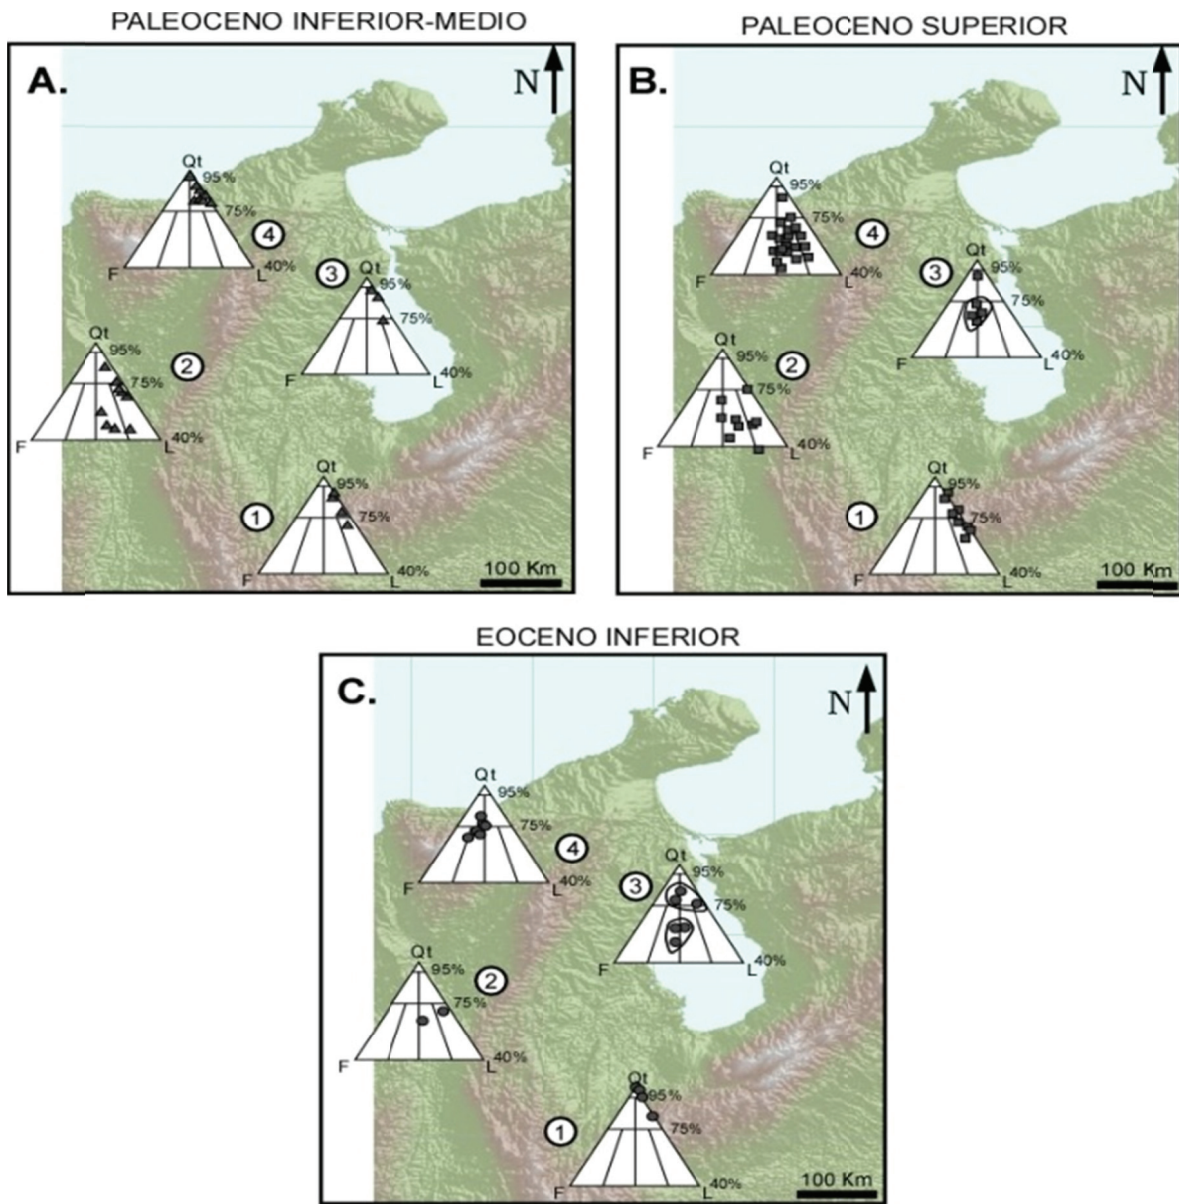 PALEOCENO INFERIOR-MEDIO
A.
N
Qt
95%
75%
4
F
L
40%
3
Qt
95%
75%
F
L
40%
Qt
95%
2
75%
F
L
40%
Qt
95%
1
75%
F
L
40%
100 Km
PALEOCENO SUPERIOR
B.
N
Qt
95%
75%
4
F
L
40%
3
Qt
95%
75%
F
L
40%
Qt
95%
2
75%
F
L
40%
Qt
95%
1
75%
F
L
40%
100 Km
EOCENO INFERIOR
C.
N
Qt
95%
75%
4
F
L
40%
3
Qt
95%
75%
F
L
40%
Qt
95%
2
75%
F
L
40%
Qt
95%
1
75%
F
L
40%
100 Km